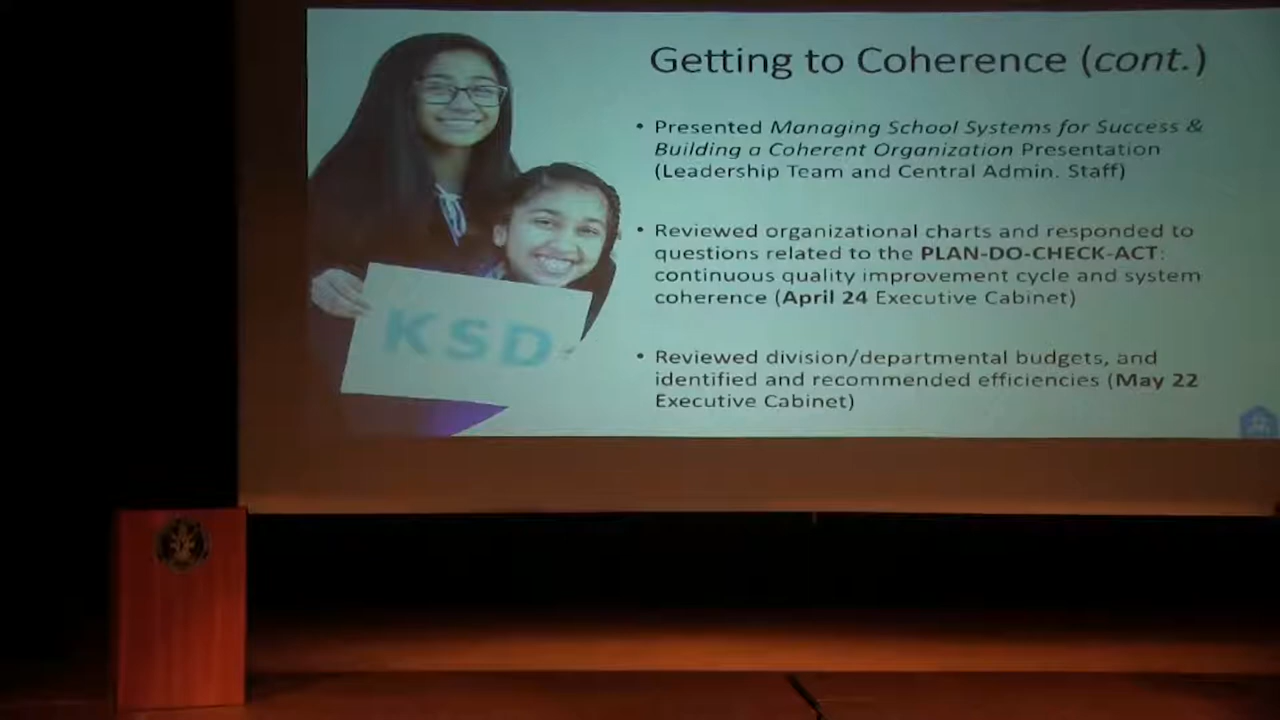 Getting to Coherence (cont.)
• Presented Managing School Systems for Success &
Building a Coherent Organization Presentation
(Leadership Team and Central Admin. Staff)
• Reviewed organizational charts and responded to
questions related to the PLAN-DO-CHECK-ACT:
continuous quality improvement cycle and system
coherence (April 24 Executive Cabinet)
• Reviewed division/departmental budgets, and
identified and recommended efficiencies (May 22
Executive Cabinet)
KSD